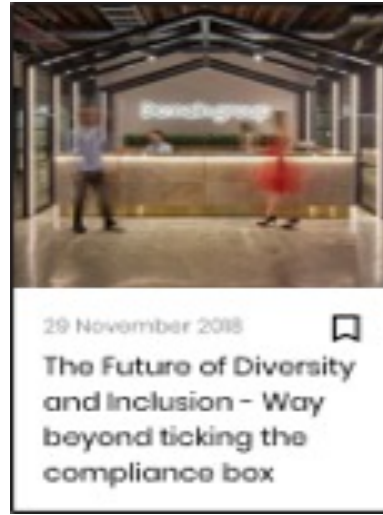 29 November 2018
The Future of Diversity
and Inclusion - Way
beyond ticking the
compliance box